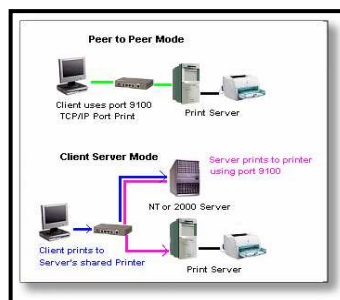 Peer to Peer Mode
Client uses port 9100
TCP/IP Port Print
Print Server
Client Server Mode
Server prints to printer
using port 9100
NT or 2000 Server
Client prints to
Server's shared Printer
Print Server